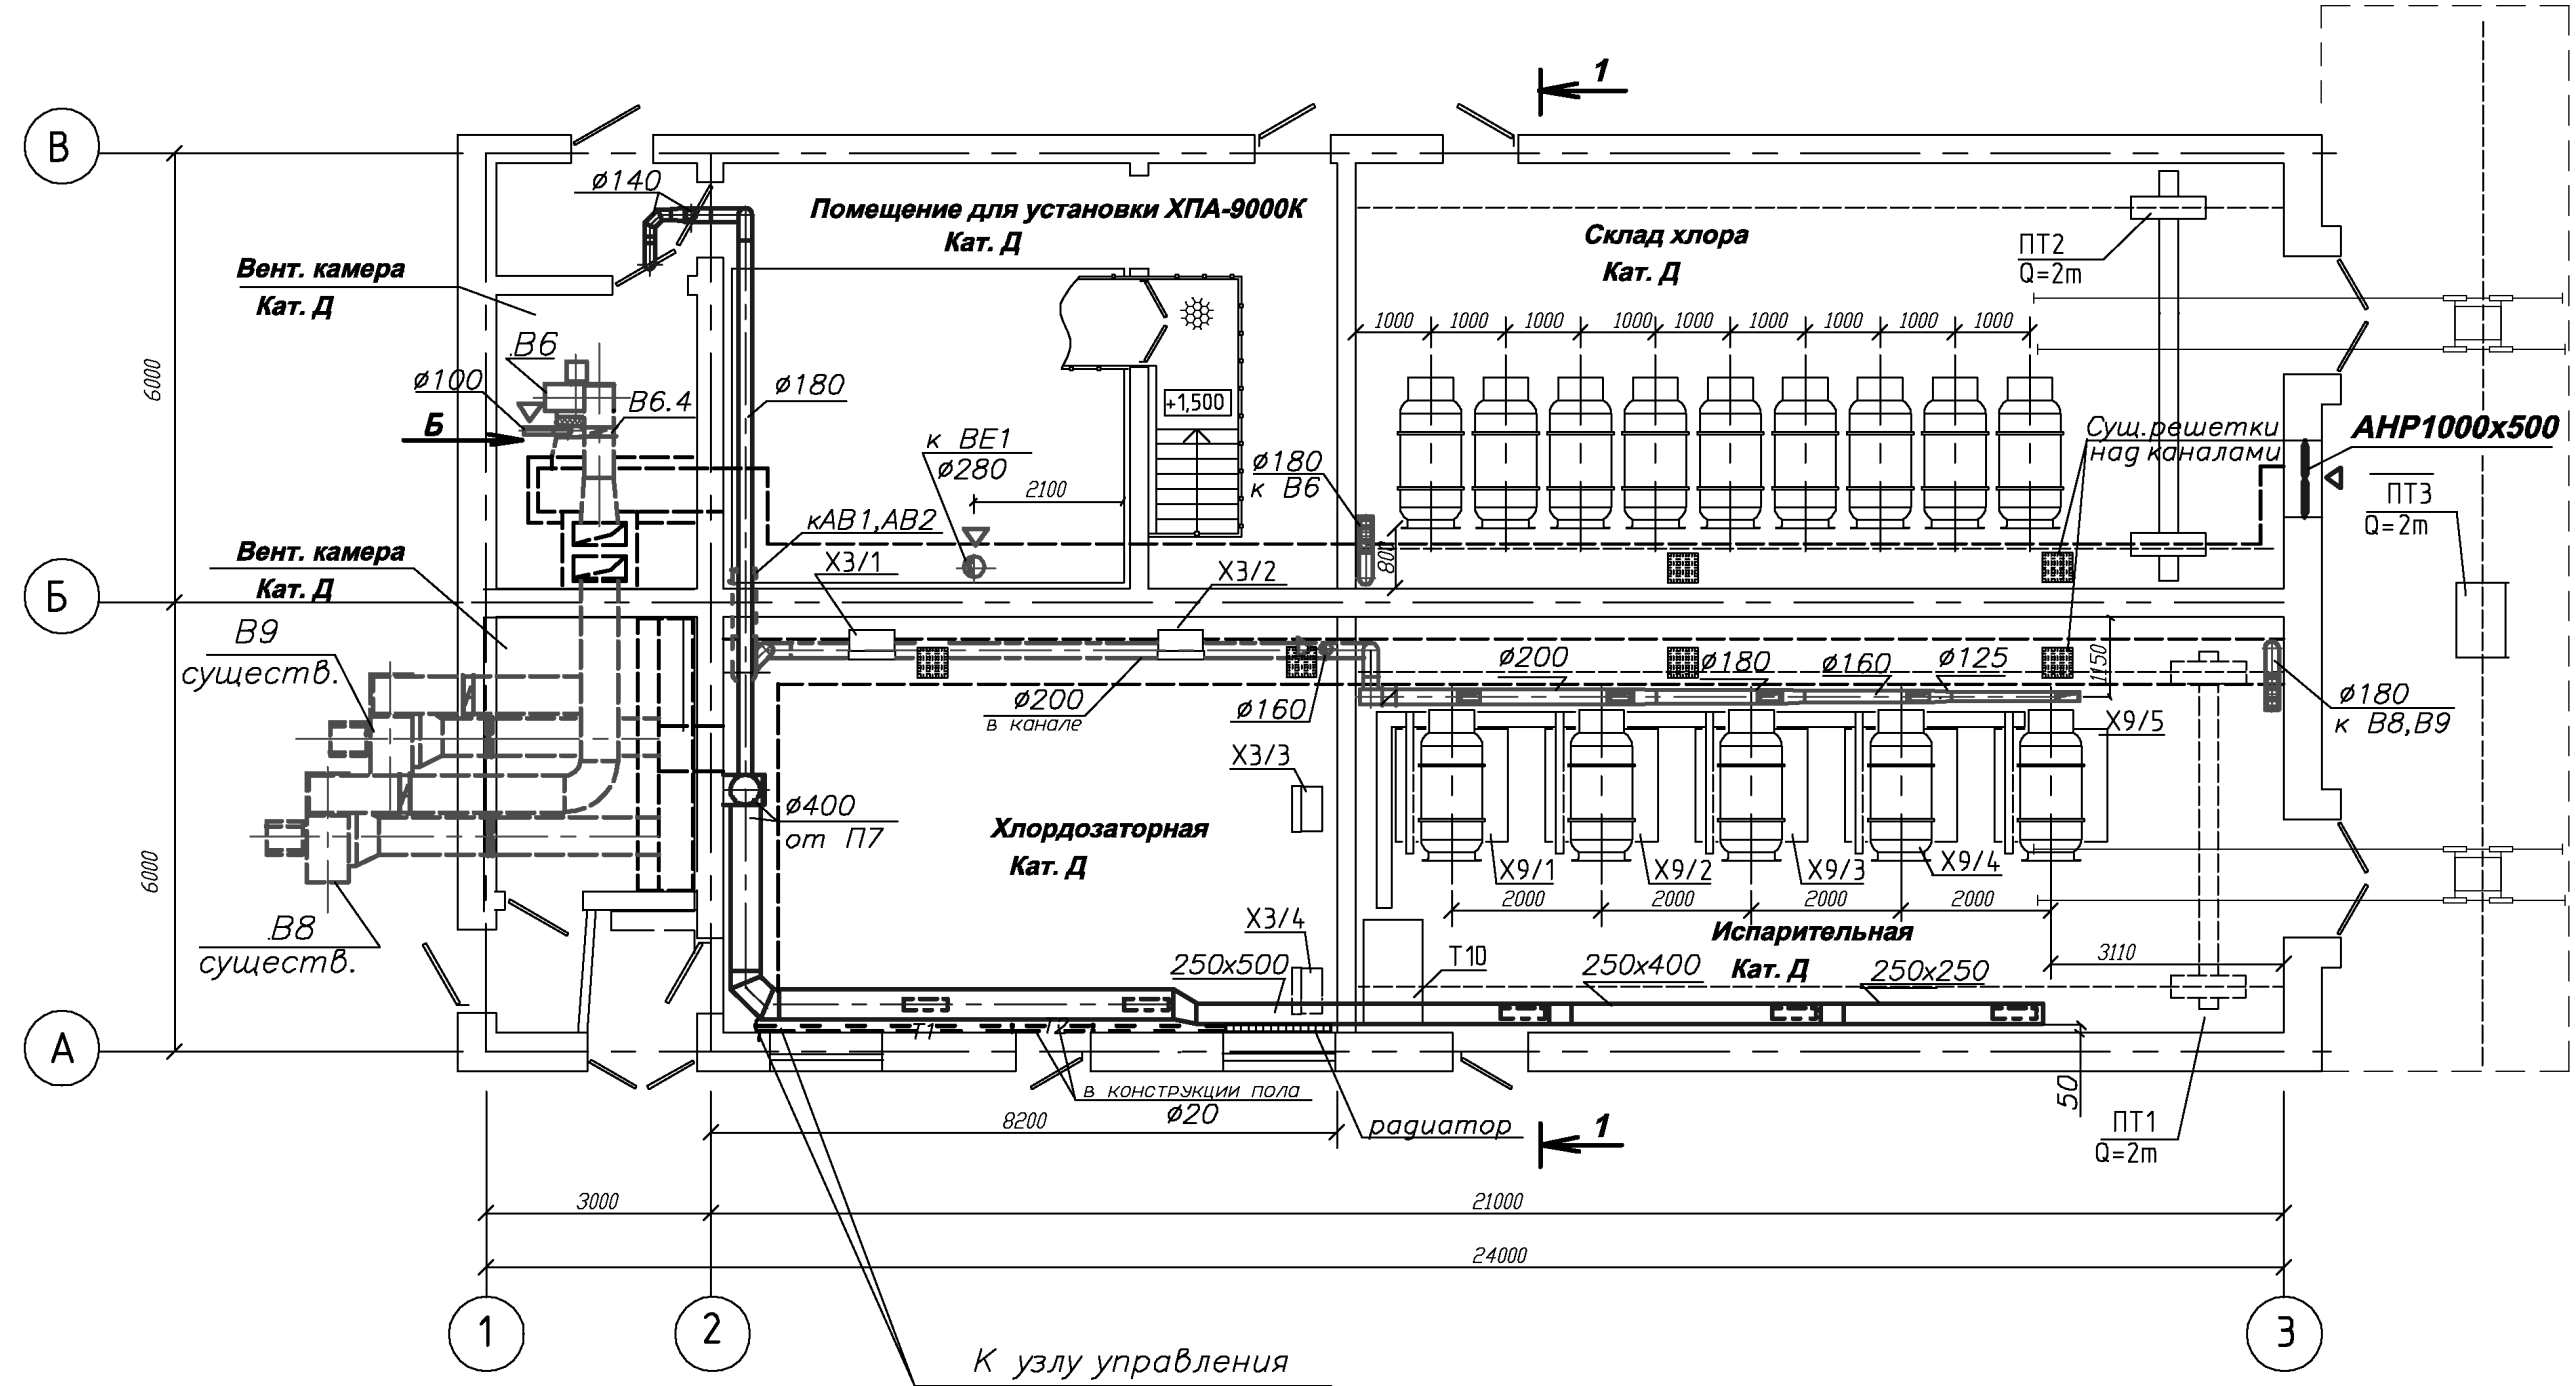 1
В
ø140
Помещение для установки ХПА-9000К
Кат. Д
Склад хлора
Кат. Д
ПТ2
Q=2т
Вент. камера
Кат. Д
1000
1000
1000
1000
1000
1000
1000
1000
1000
В6
ø100
В6.4
ø180
6000
+1,500
Б
к ВЕ1
ø280
2100
ø180
к В6
Сущ.решетки
над каналами
АНР1000х500
ПТ3
Q=2т
кАВ1,АВ2
Вент. камера
Кат. Д
Х3/1
Х3/2
800
Б
В9
существ.
ø200
ø180
ø160
ø125
1150
ø200
в канале
ø160
ø180
к В8,В9
Х9/5
Х3/3
ø400
от П7
Хлордозаторная
Кат. Д
6000
Х9/1
Х9/2
Х9/3
Х9/4
2000
2000
2000
2000
.В8
существ.
Х3/4
Испарительная
Кат. Д
250х500
Т10
250х400
250х250
3110
Т1
Т2
А
в конструкции пола
ø20
50
8200
радиатор
1
ПТ1
Q=2т
3000
21000
24000
1
2
3
К узлу управления